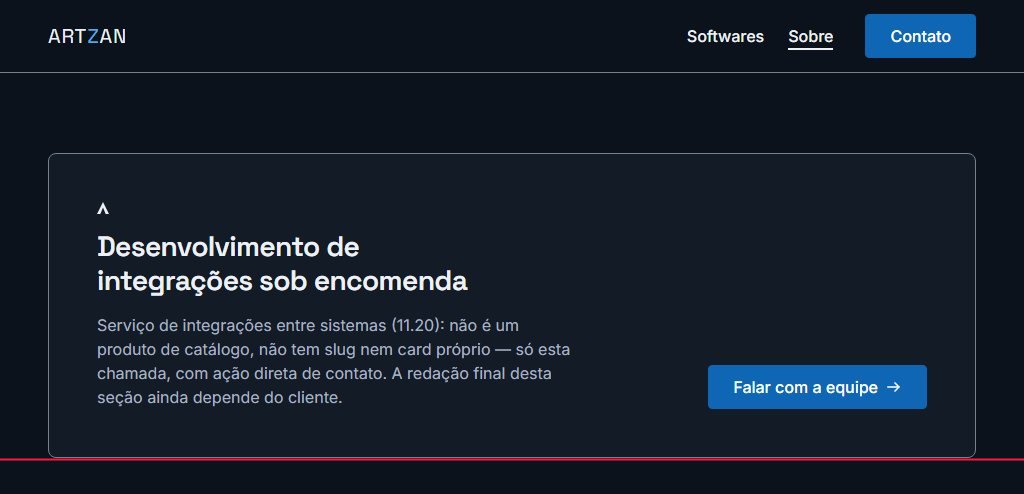 ARTZAN
Softwares
Sobre
Contato
Desenvolvimento de
integrações sob encomenda
Serviço de integrações entre sistemas (11.20): não é um
produto de catálogo, não tem slug nem card próprio — só esta
chamada, com ação direta de contato. A redação final desta
seção ainda depende do cliente.
Falar com a equipe →